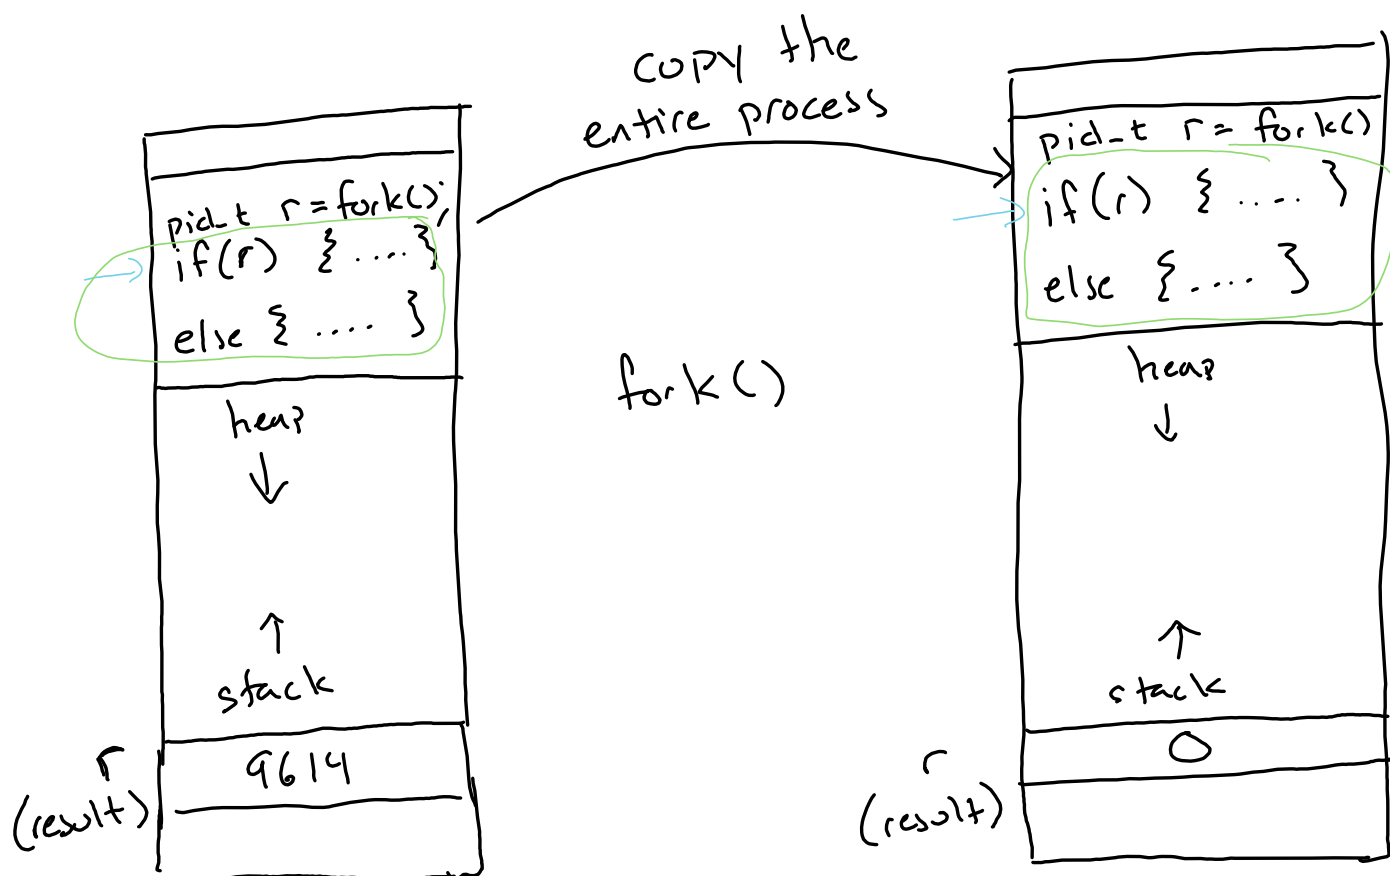 copy the
entire process
pid_t r = fork();
if(r) { .... }
else { .... }
heap
stack
r
(result)
9614
fork()
pid_t r = fork()
if(r) { .... }
else { .... }
heap
stack
r
(result)
0